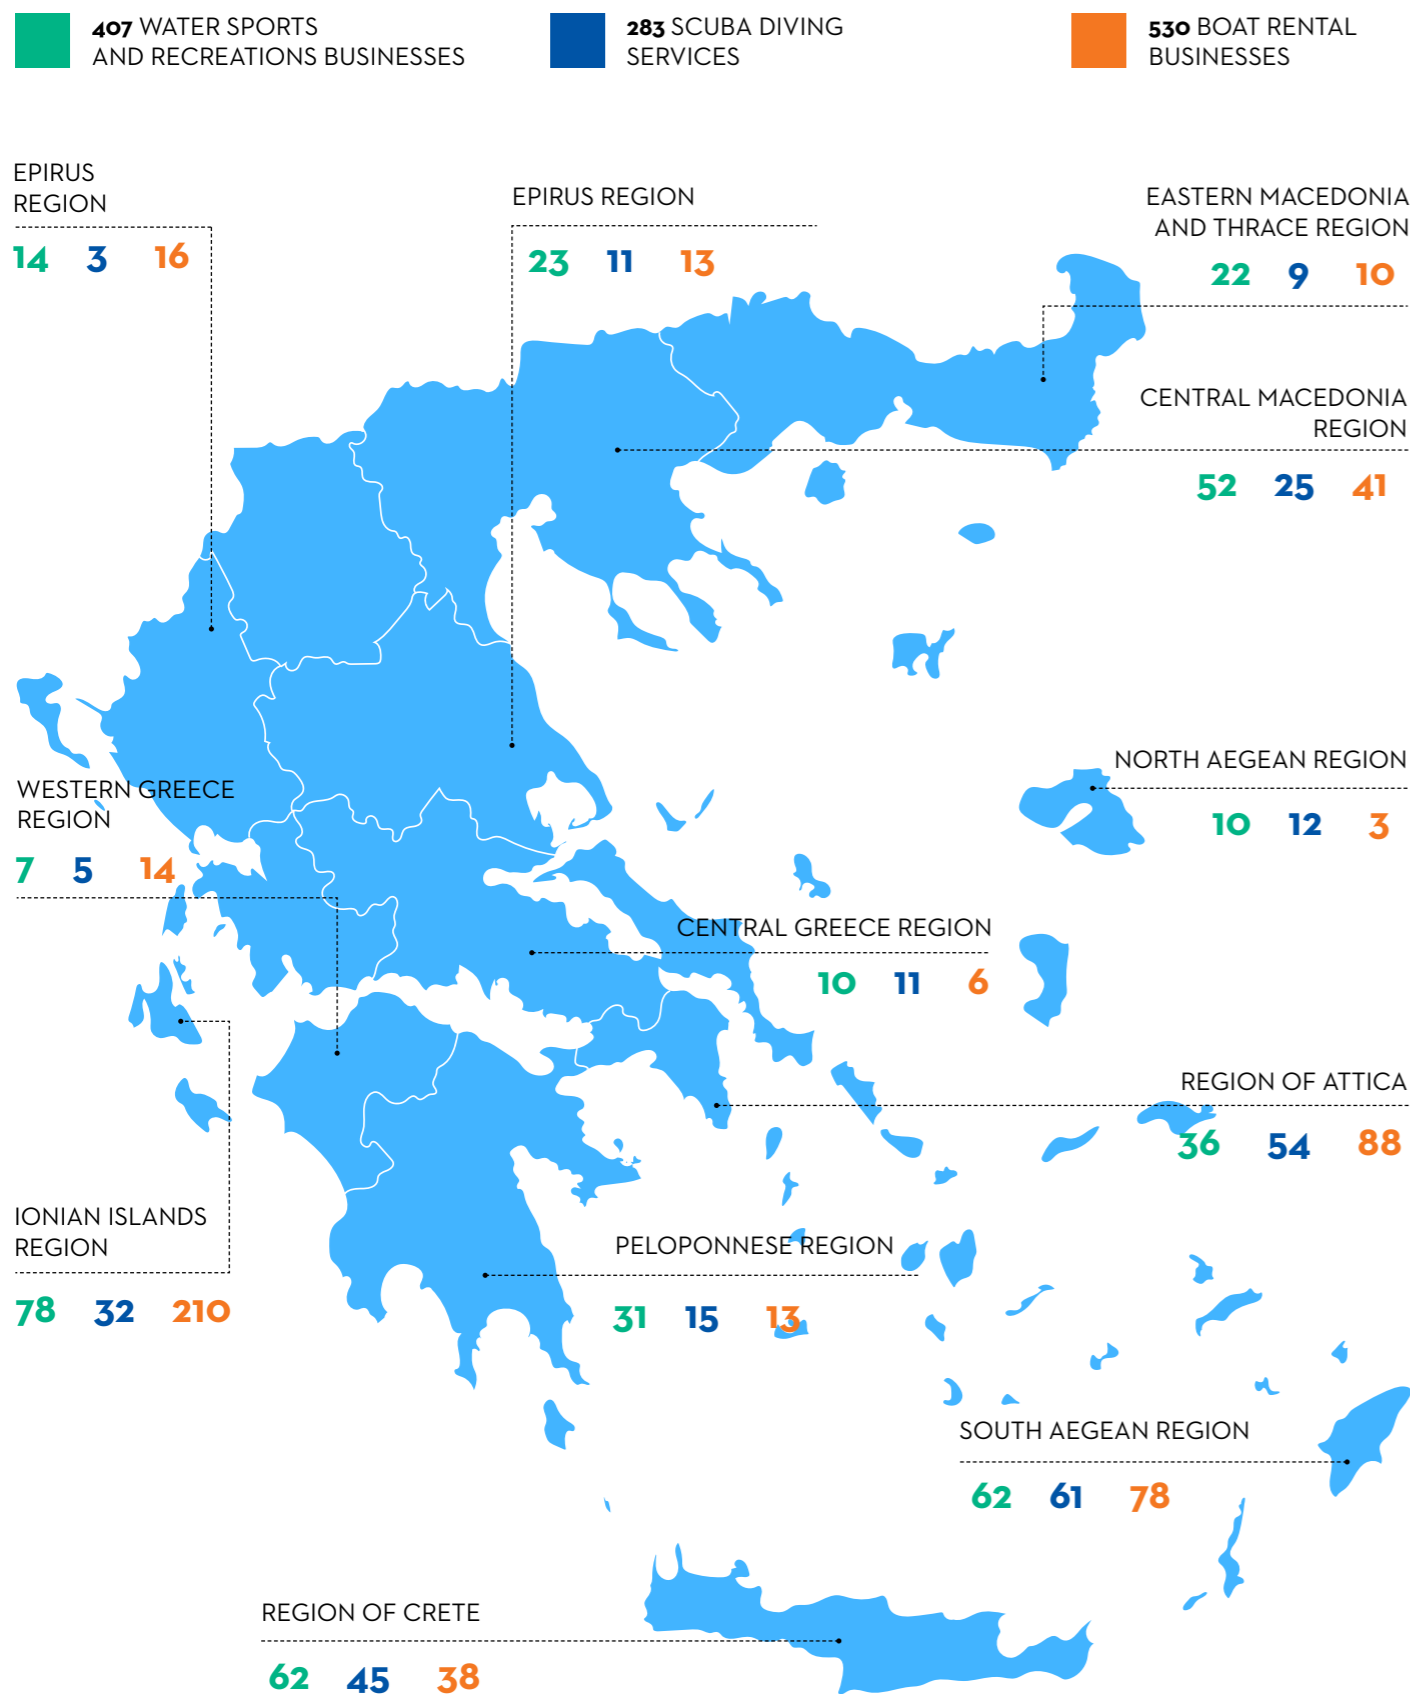 407 WATER SPORTS
AND RECREATIONS BUSINESSES
283 SCUBA DIVING
SERVICES
530 BOAT RENTAL
BUSINESSES
EPIRUS
REGION
14 3 16
EPIRUS REGION
23 11 13
EASTERN MACEDONIA
AND THRACE REGION
22 9 10
CENTRAL MACEDONIA
REGION
52 25 41
NORTH AEGEAN REGION
10 12 3
WESTERN GREECE
REGION
7 5 14
CENTRAL GREECE REGION
10 11 6
REGION OF ATTICA
36 54 88
IONIAN ISLANDS
REGION
78 32 210
PELOPONNESE REGION
31 15 13
SOUTH AEGEAN REGION
62 61 78
REGION OF CRETE
62 45 38